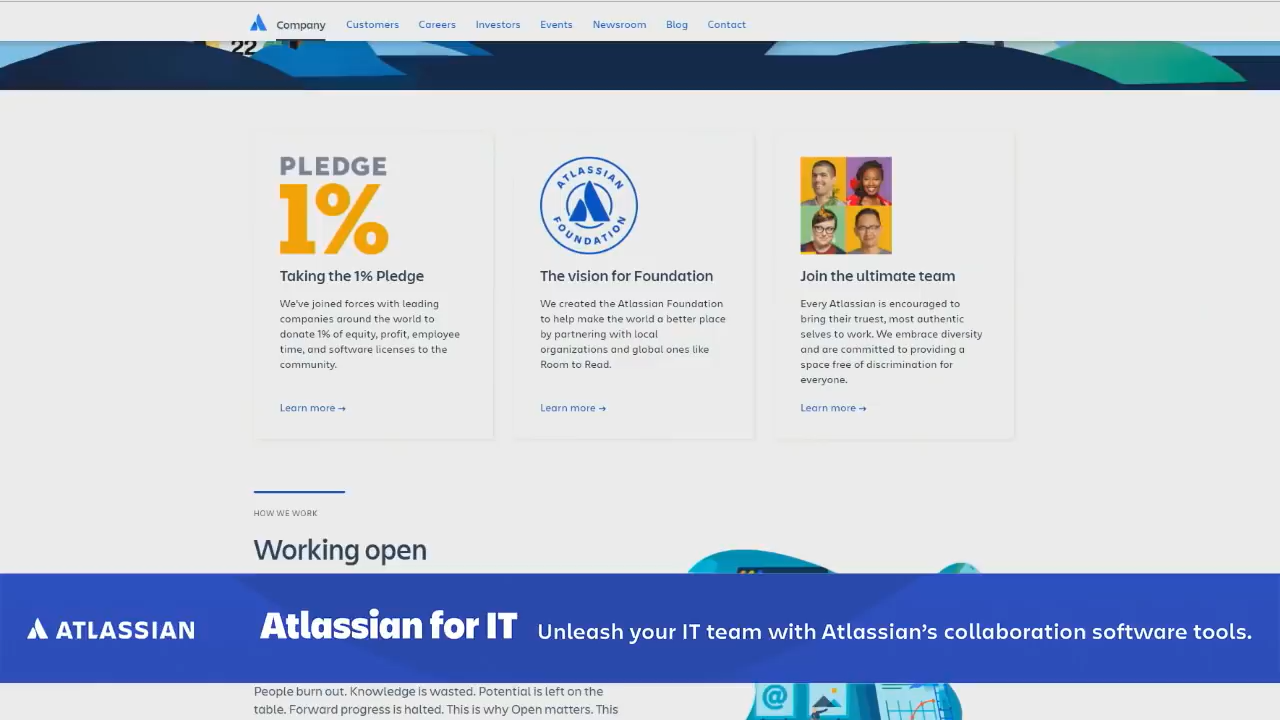 Company Customers Careers Investors Events Newsroom Blog Contact
22
PLEDGE
1%
Taking the 1% Pledge
We've joined forces with leading
companies around the world to
donate 1% of equity, profit, employee
time, and software licenses to the
community.
Learn more →
ATLASSIAN
FOUNDATION
The vision for Foundation
We created the Atlassian Foundation
to help make the world a better place
by partnering with local
organizations and global ones like
Room to Read.
Learn more →
Join the ultimate team
Every Atlassian is encouraged to
bring their truest, most authentic
selves to work. We embrace diversity
and are committed to providing a
space free of discrimination for
everyone.
Learn more →
HOW WE WORK
Working open
ATLASSIAN
Atlassian for IT Unleash your IT team with Atlassian's collaboration software tools.
People burn out. Knowledge is wasted. Potential is left on the
table. Forward progress is halted. This is why Open matters. This
@